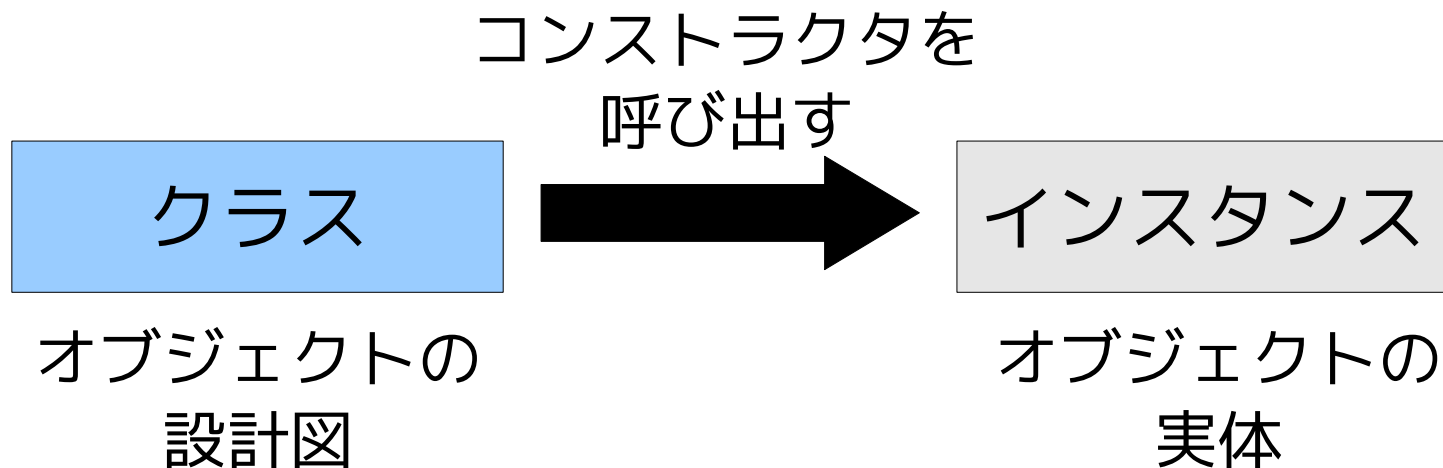 コンストラクタを
呼び出す
クラス
インスタンス
オブジェクトの
設計図
オブジェクトの
実体